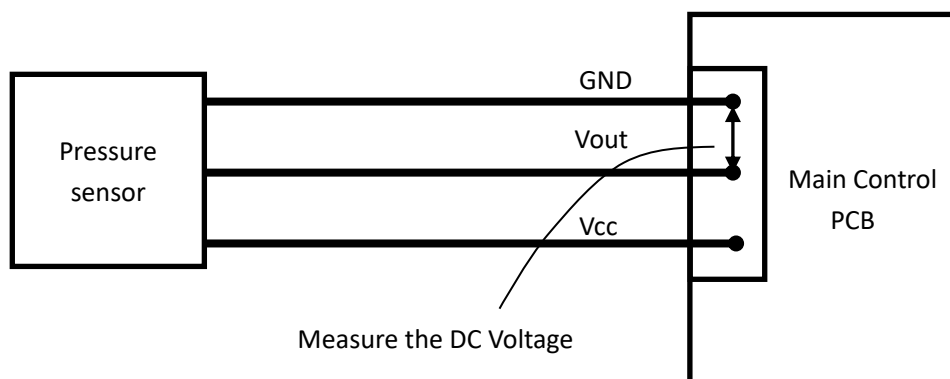 GND
Pressure
sensor
Vout
Main Control
PCB
Vcc
Measure the DC Voltage